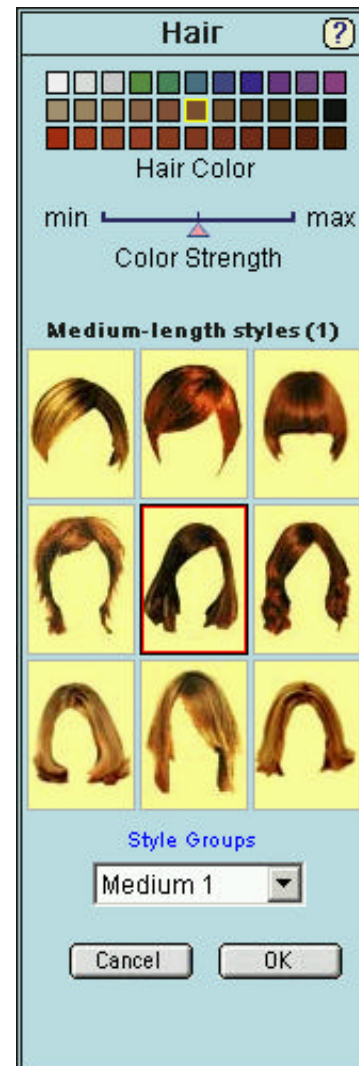 Hair ?
Hair Color
min max
Color Strength
Medium-length styles (1)
Style Groups
Medium 1
Cancel OK